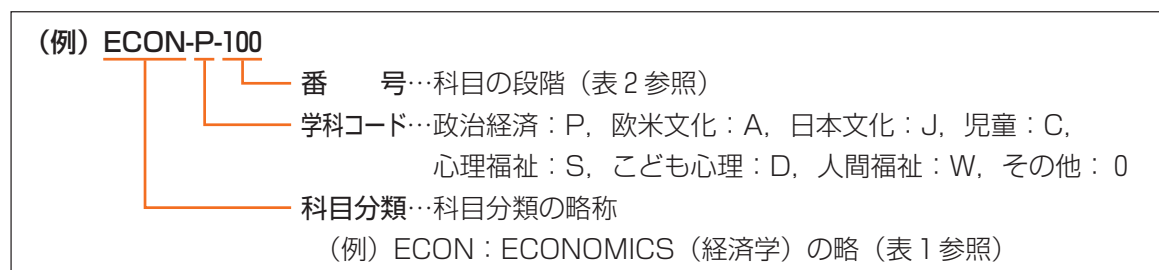 （例）ECON-P-100
番　号…科目の段階（表２参照）
学科コード…政治経済：P，欧米文化：A，日本文化：J，児童：C，
心理福祉：S，こども心理：D，人間福祉：W，その他：0
科目分類…科目分類の略称
（例）ECON：ECONOMICS（経済学）の略（表１参照）